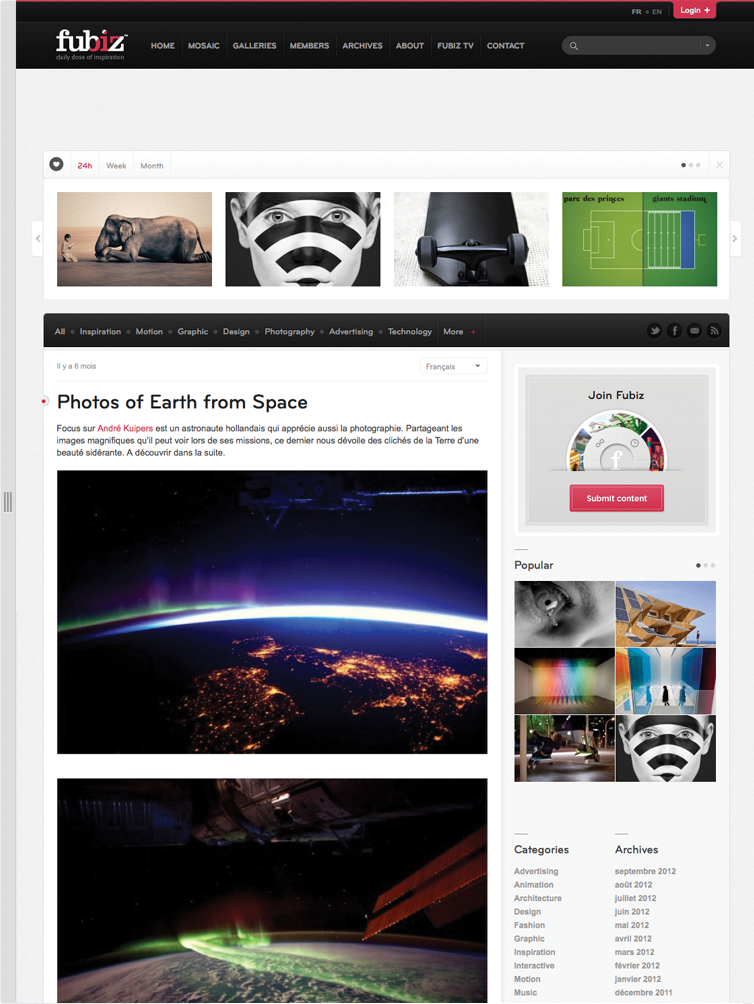 FR EN Login +
fubiz™
daily dose of inspiration
HOME MOSAIC GALLERIES MEMBERS ARCHIVES ABOUT FUBIZ TV CONTACT
24h Week Month
parc des princes giants stadium
All Inspiration Motion Graphic Design Photography Advertising Technology More +
Il y a 6 mois
Français
Photos of Earth from Space
Focus sur André Kuipers est un astronaute hollandais qui apprécie aussi la photographie. Partageant les
images magnifiques qu'il peut voir lors de ses missions, ce dernier nous dévoile des clichés de la Terre d'une
beauté sidérante. A découvrir dans la suite.
Join Fubiz
f
Submit content
Popular
Categories
Advertising
Animation
Architecture
Design
Fashion
Graphic
Inspiration
Interactive
Motion
Music
Archives
septembre 2012
août 2012
juillet 2012
juin 2012
mai 2012
avril 2012
mars 2012
février 2012
janvier 2012
décembre 2011